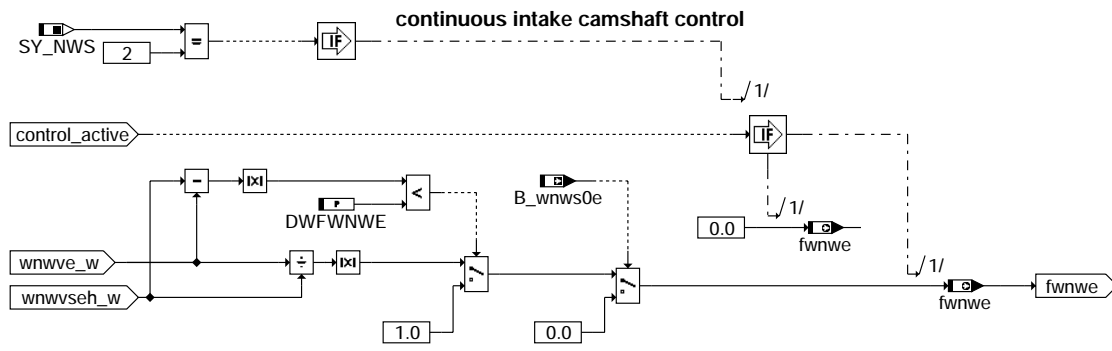 continuous intake camshaft control
SY_NWS
2
=
IF
/ 1/
control_active
IF
−
|x|
<
P
DWFWNWE
B_wnws0e
/ 1/
0.0
fwnwe
wnwve_w
÷
|x|
/ 1/
wnwvseh_w
fwnwe
fwnwe
1.0
0.0